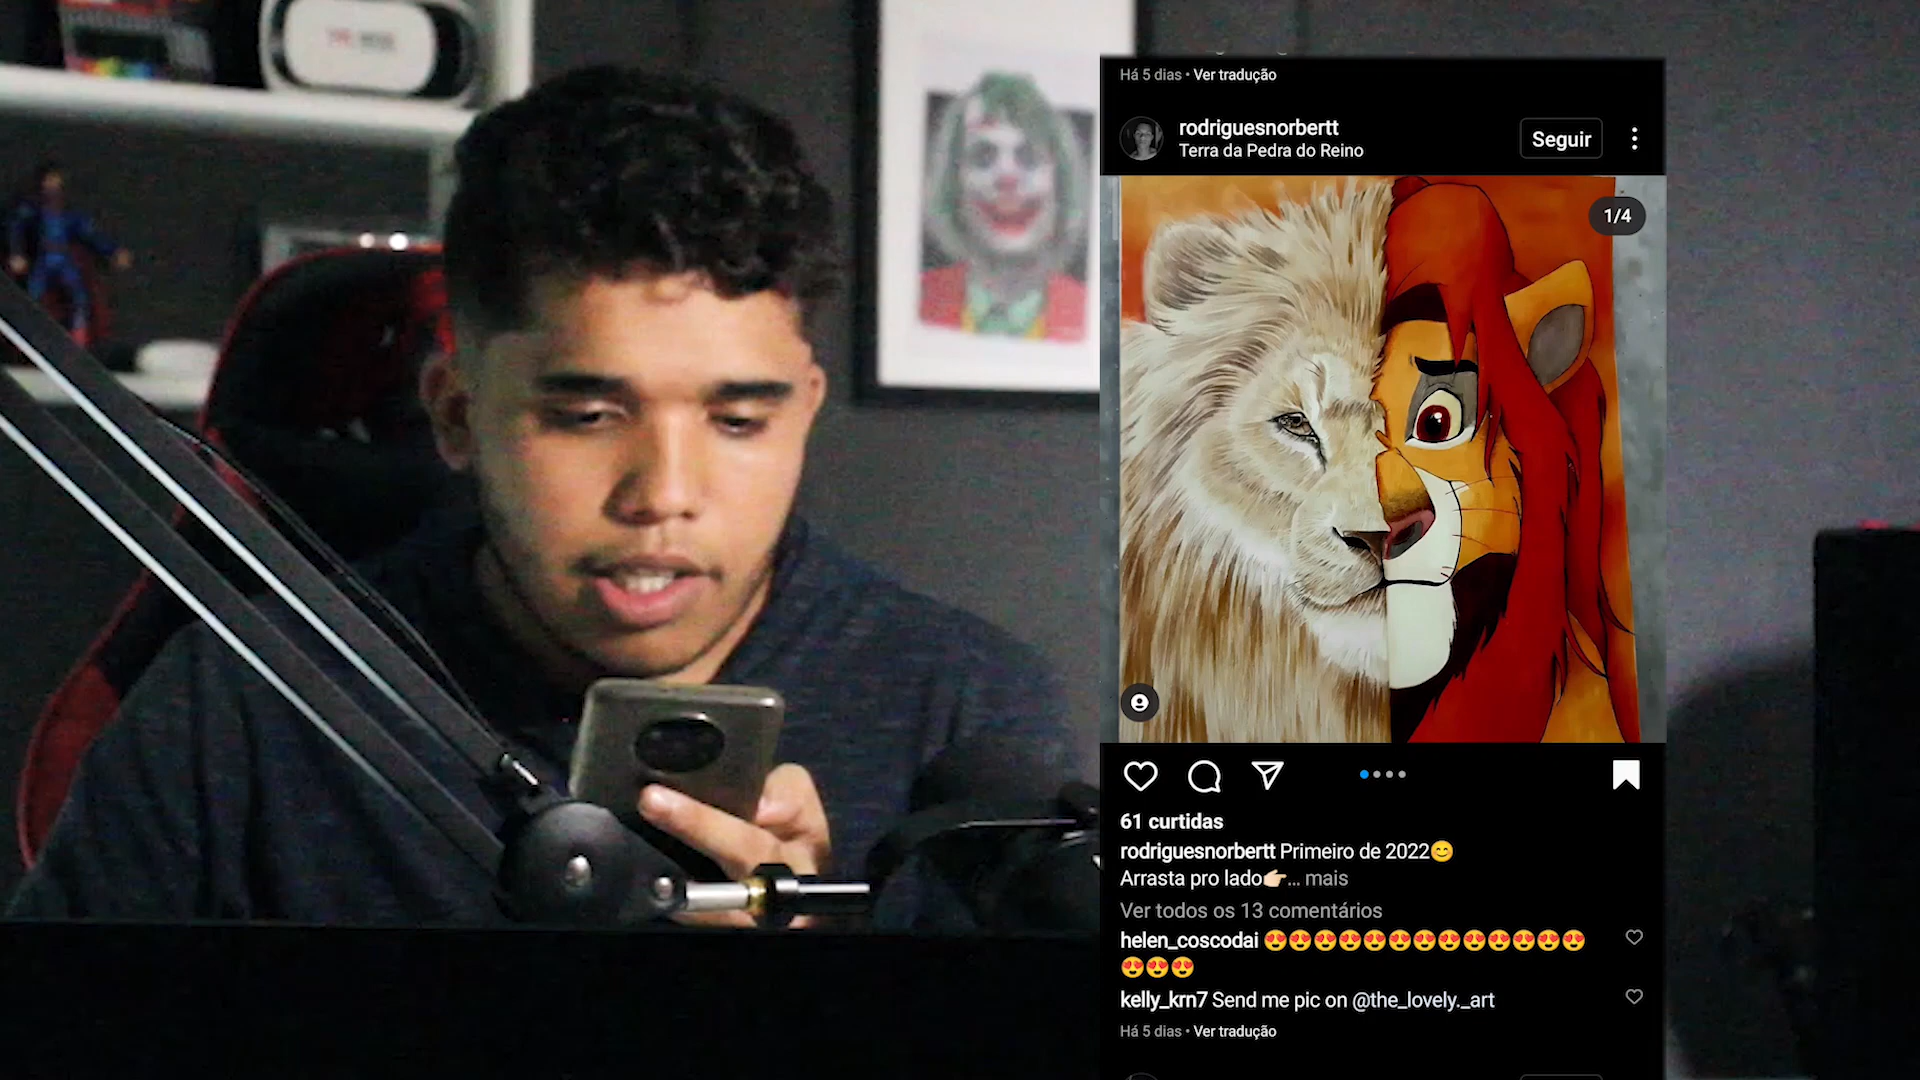 Há 5 dias • Ver tradução
rodriguesnorbertt
Terra da Pedra do Reino
Seguir
1/4
61 curtidas
rodriguesnorbertt Primeiro de 2022😊
Arrasta pro lado👉🏻... mais
Ver todos os 13 comentários
helen_coscodai 😍😍😍😍😍😍😍😍😍😍😍😍😍
😍😍😍
kelly_krn7 Send me pic on @the_lovely._art
Há 5 dias • Ver tradução